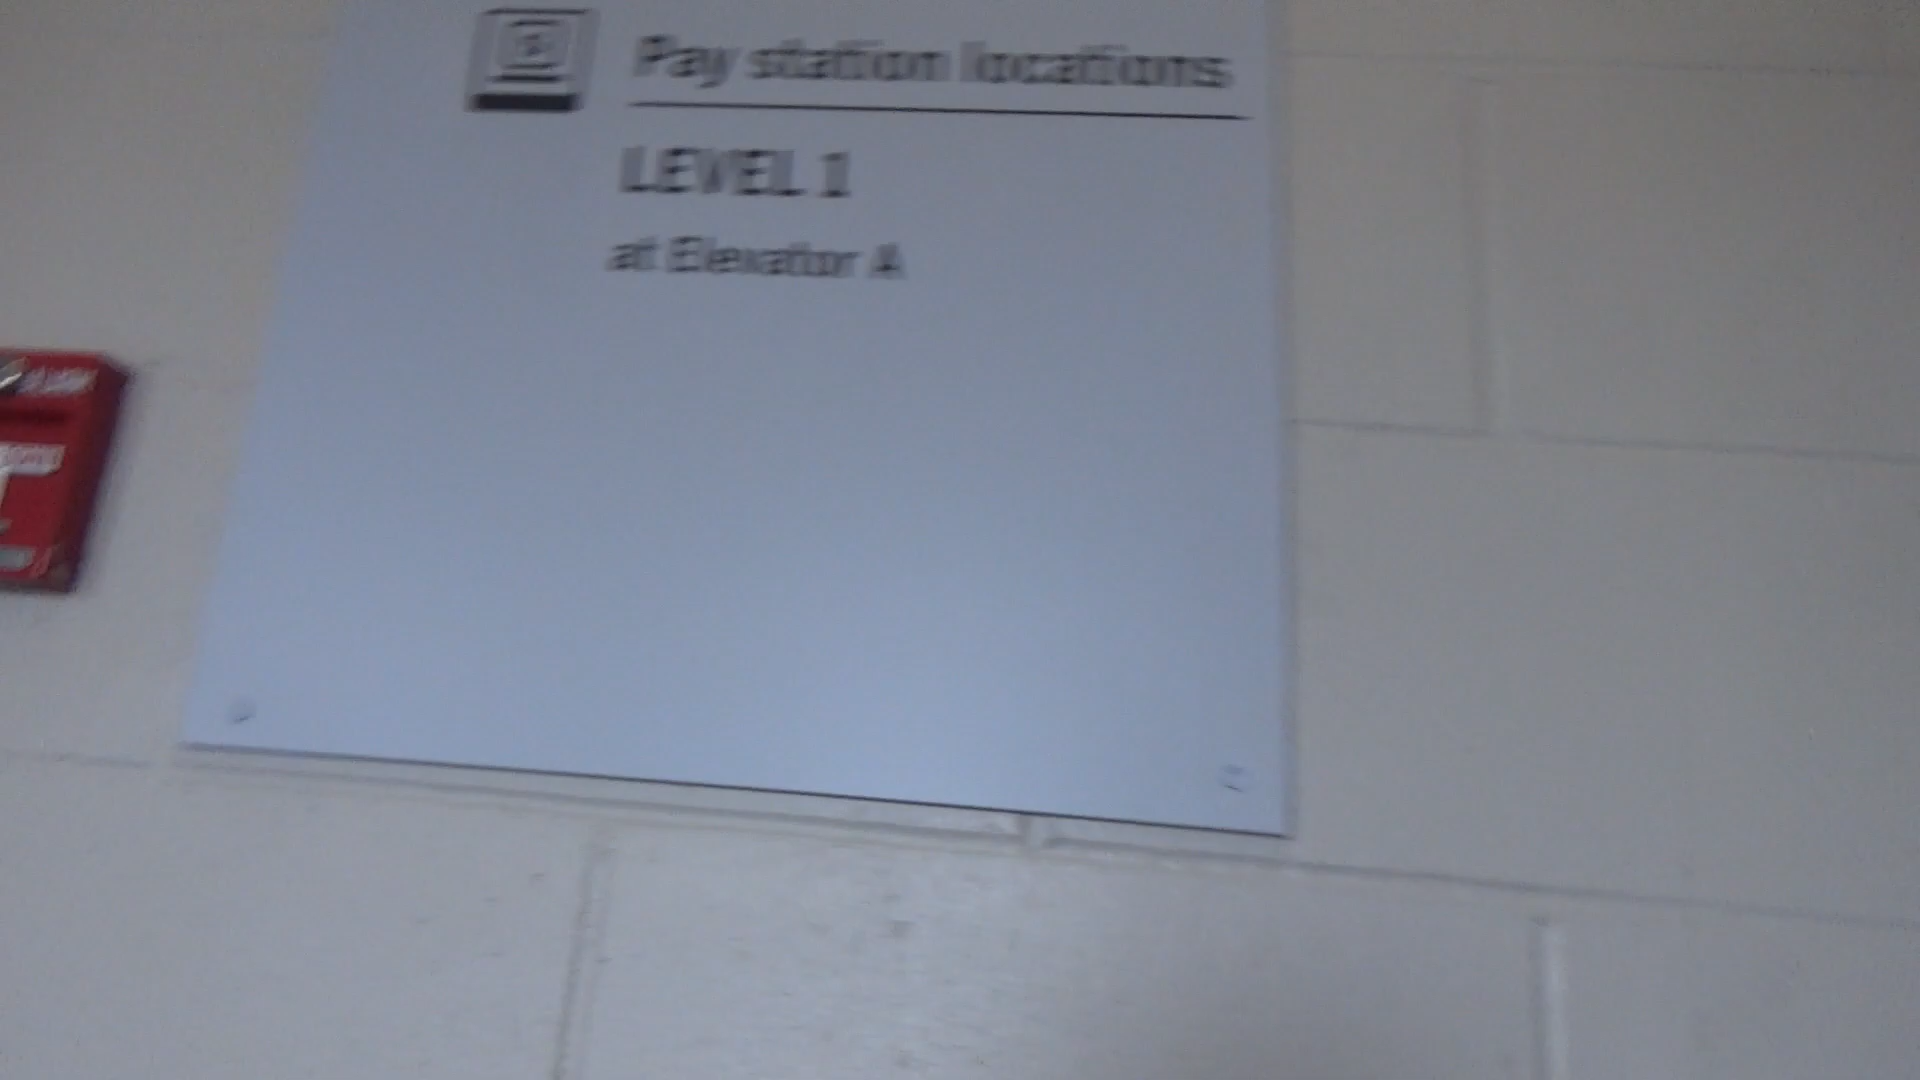 Pay station locations
LEVEL 1
at Elevator A